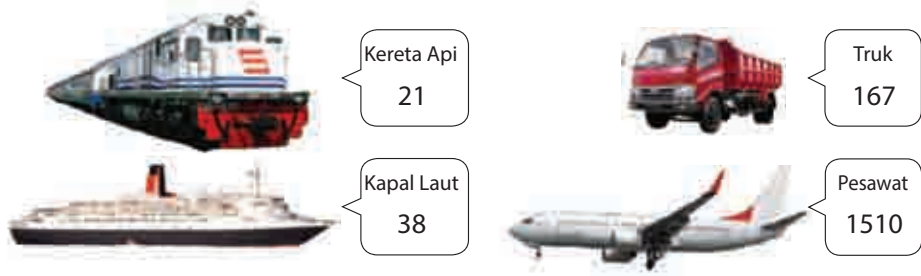 Kereta Api
21
Truk
167
Kapal Laut
38
Pesawat
1510